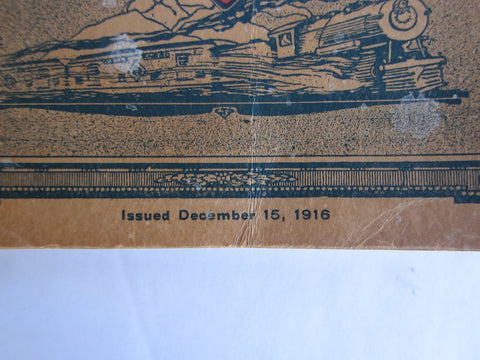 Issued December 15, 1916